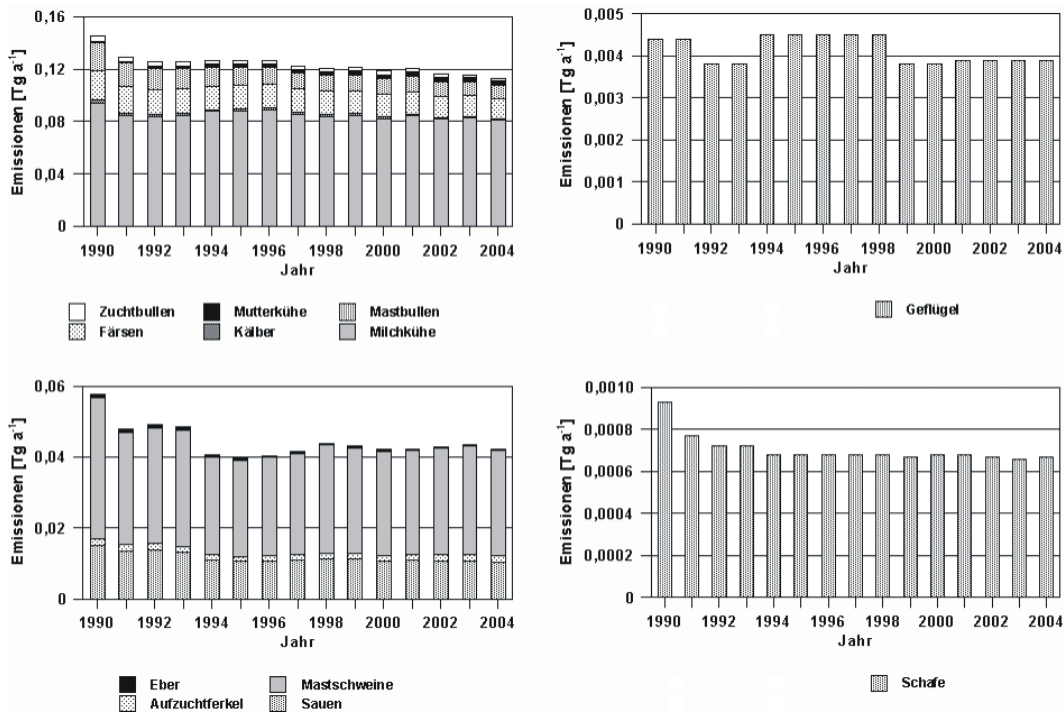 0,16
0,12
0,08
0,04
0
Emissionen [Tg a-1]
1990 1992 1994 1996 1998 2000 2002 2004
Jahr
Zuchtbullen Mutterkühe Mastbullen
Färsen Kälber Milchkühe
0,005
0,004
0,003
0,002
0,001
0
Emissionen [Tg a-1]
1990 1992 1994 1996 1998 2000 2002 2004
Jahr
Geflügel
0,06
0,04
0,02
0
Emissionen [Tg a-1]
1990 1992 1994 1996 1998 2000 2002 2004
Jahr
Eber Mastschweine
Aufzuchtferkel Sauen
0,0010
0,0008
0,0006
0,0004
0,0002
0
Emissionen [Tg a-1]
1990 1992 1994 1996 1998 2000 2002 2004
Jahr
Schafe